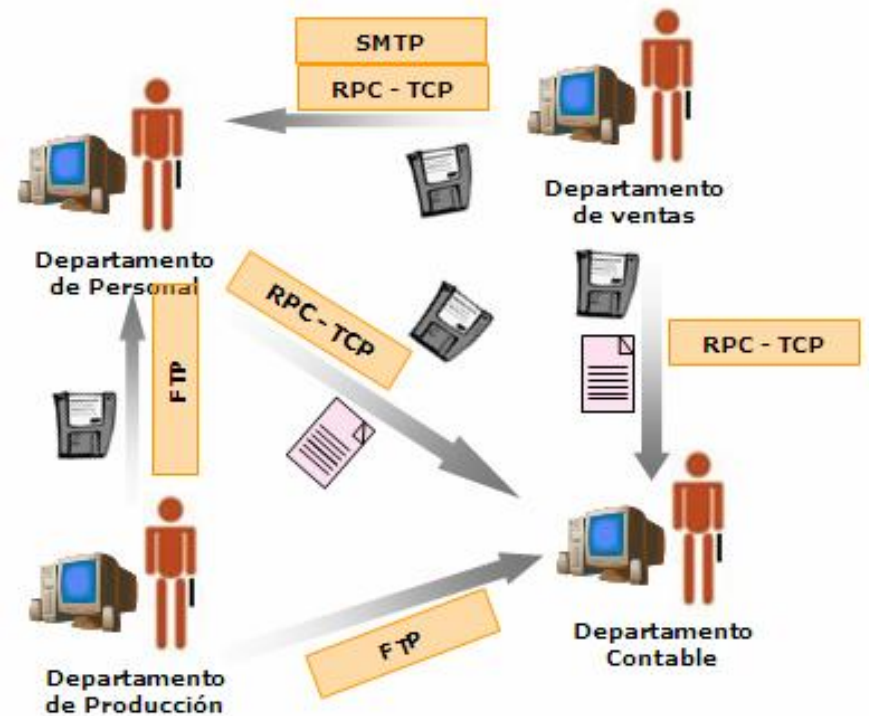 SMTP
RPC - TCP
Departamento
de ventas
Departamento
de Personal
RPC - TCP
RPC - TCP
FTP
FTP
Departamento
Contable
Departamento
de Producción